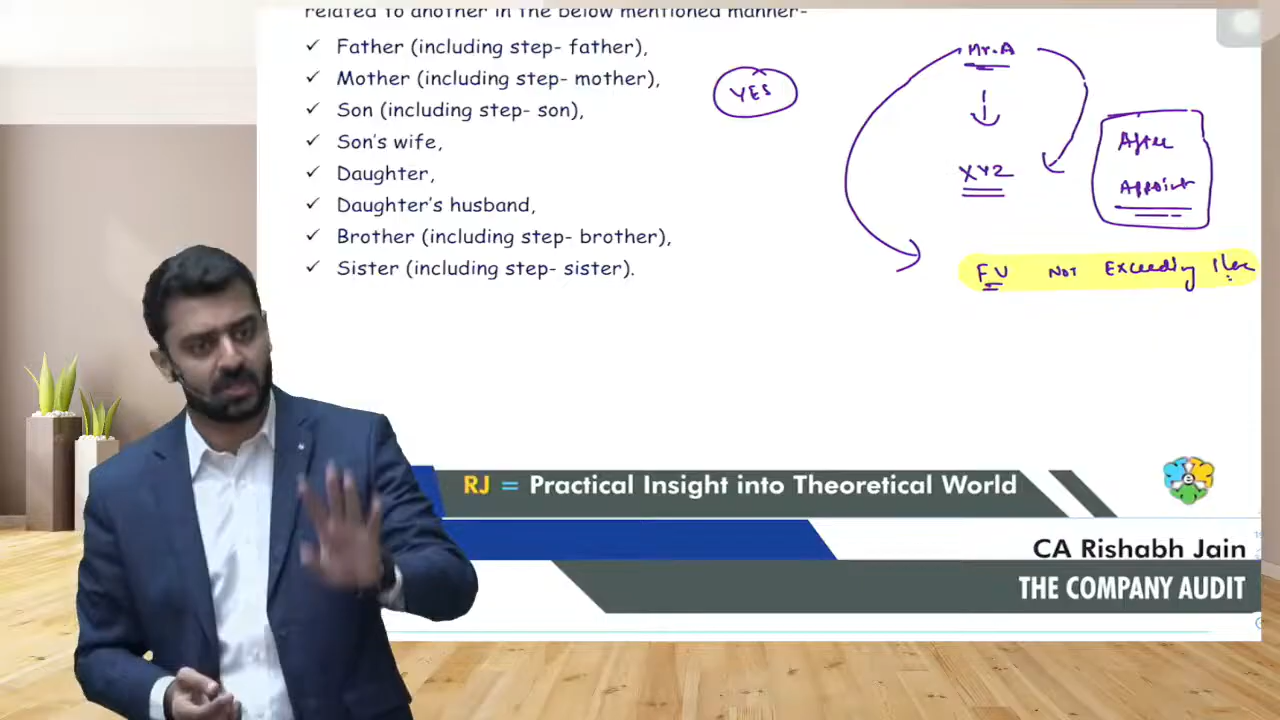 related to another in the below mentioned manner-
✓ Father (including step- father),
✓ Mother (including step- mother),
✓ Son (including step- son),
✓ Son's wife,
✓ Daughter,
✓ Daughter's husband,
✓ Brother (including step- brother),
✓ Sister (including step- sister).
YES
Mr. A
XYZ
After
Appoint
FV Not Exceeding 1 lac
RJ = Practical Insight into Theoretical World
CA Rishabh Jain
THE COMPANY AUDIT